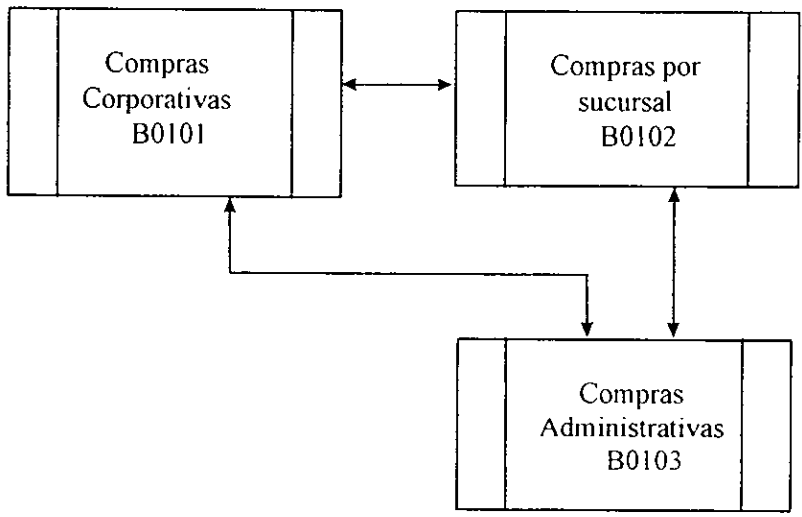 Compras
Corporativas
B0101
Compras por
sucursal
B0102
Compras
Administrativas
B0103